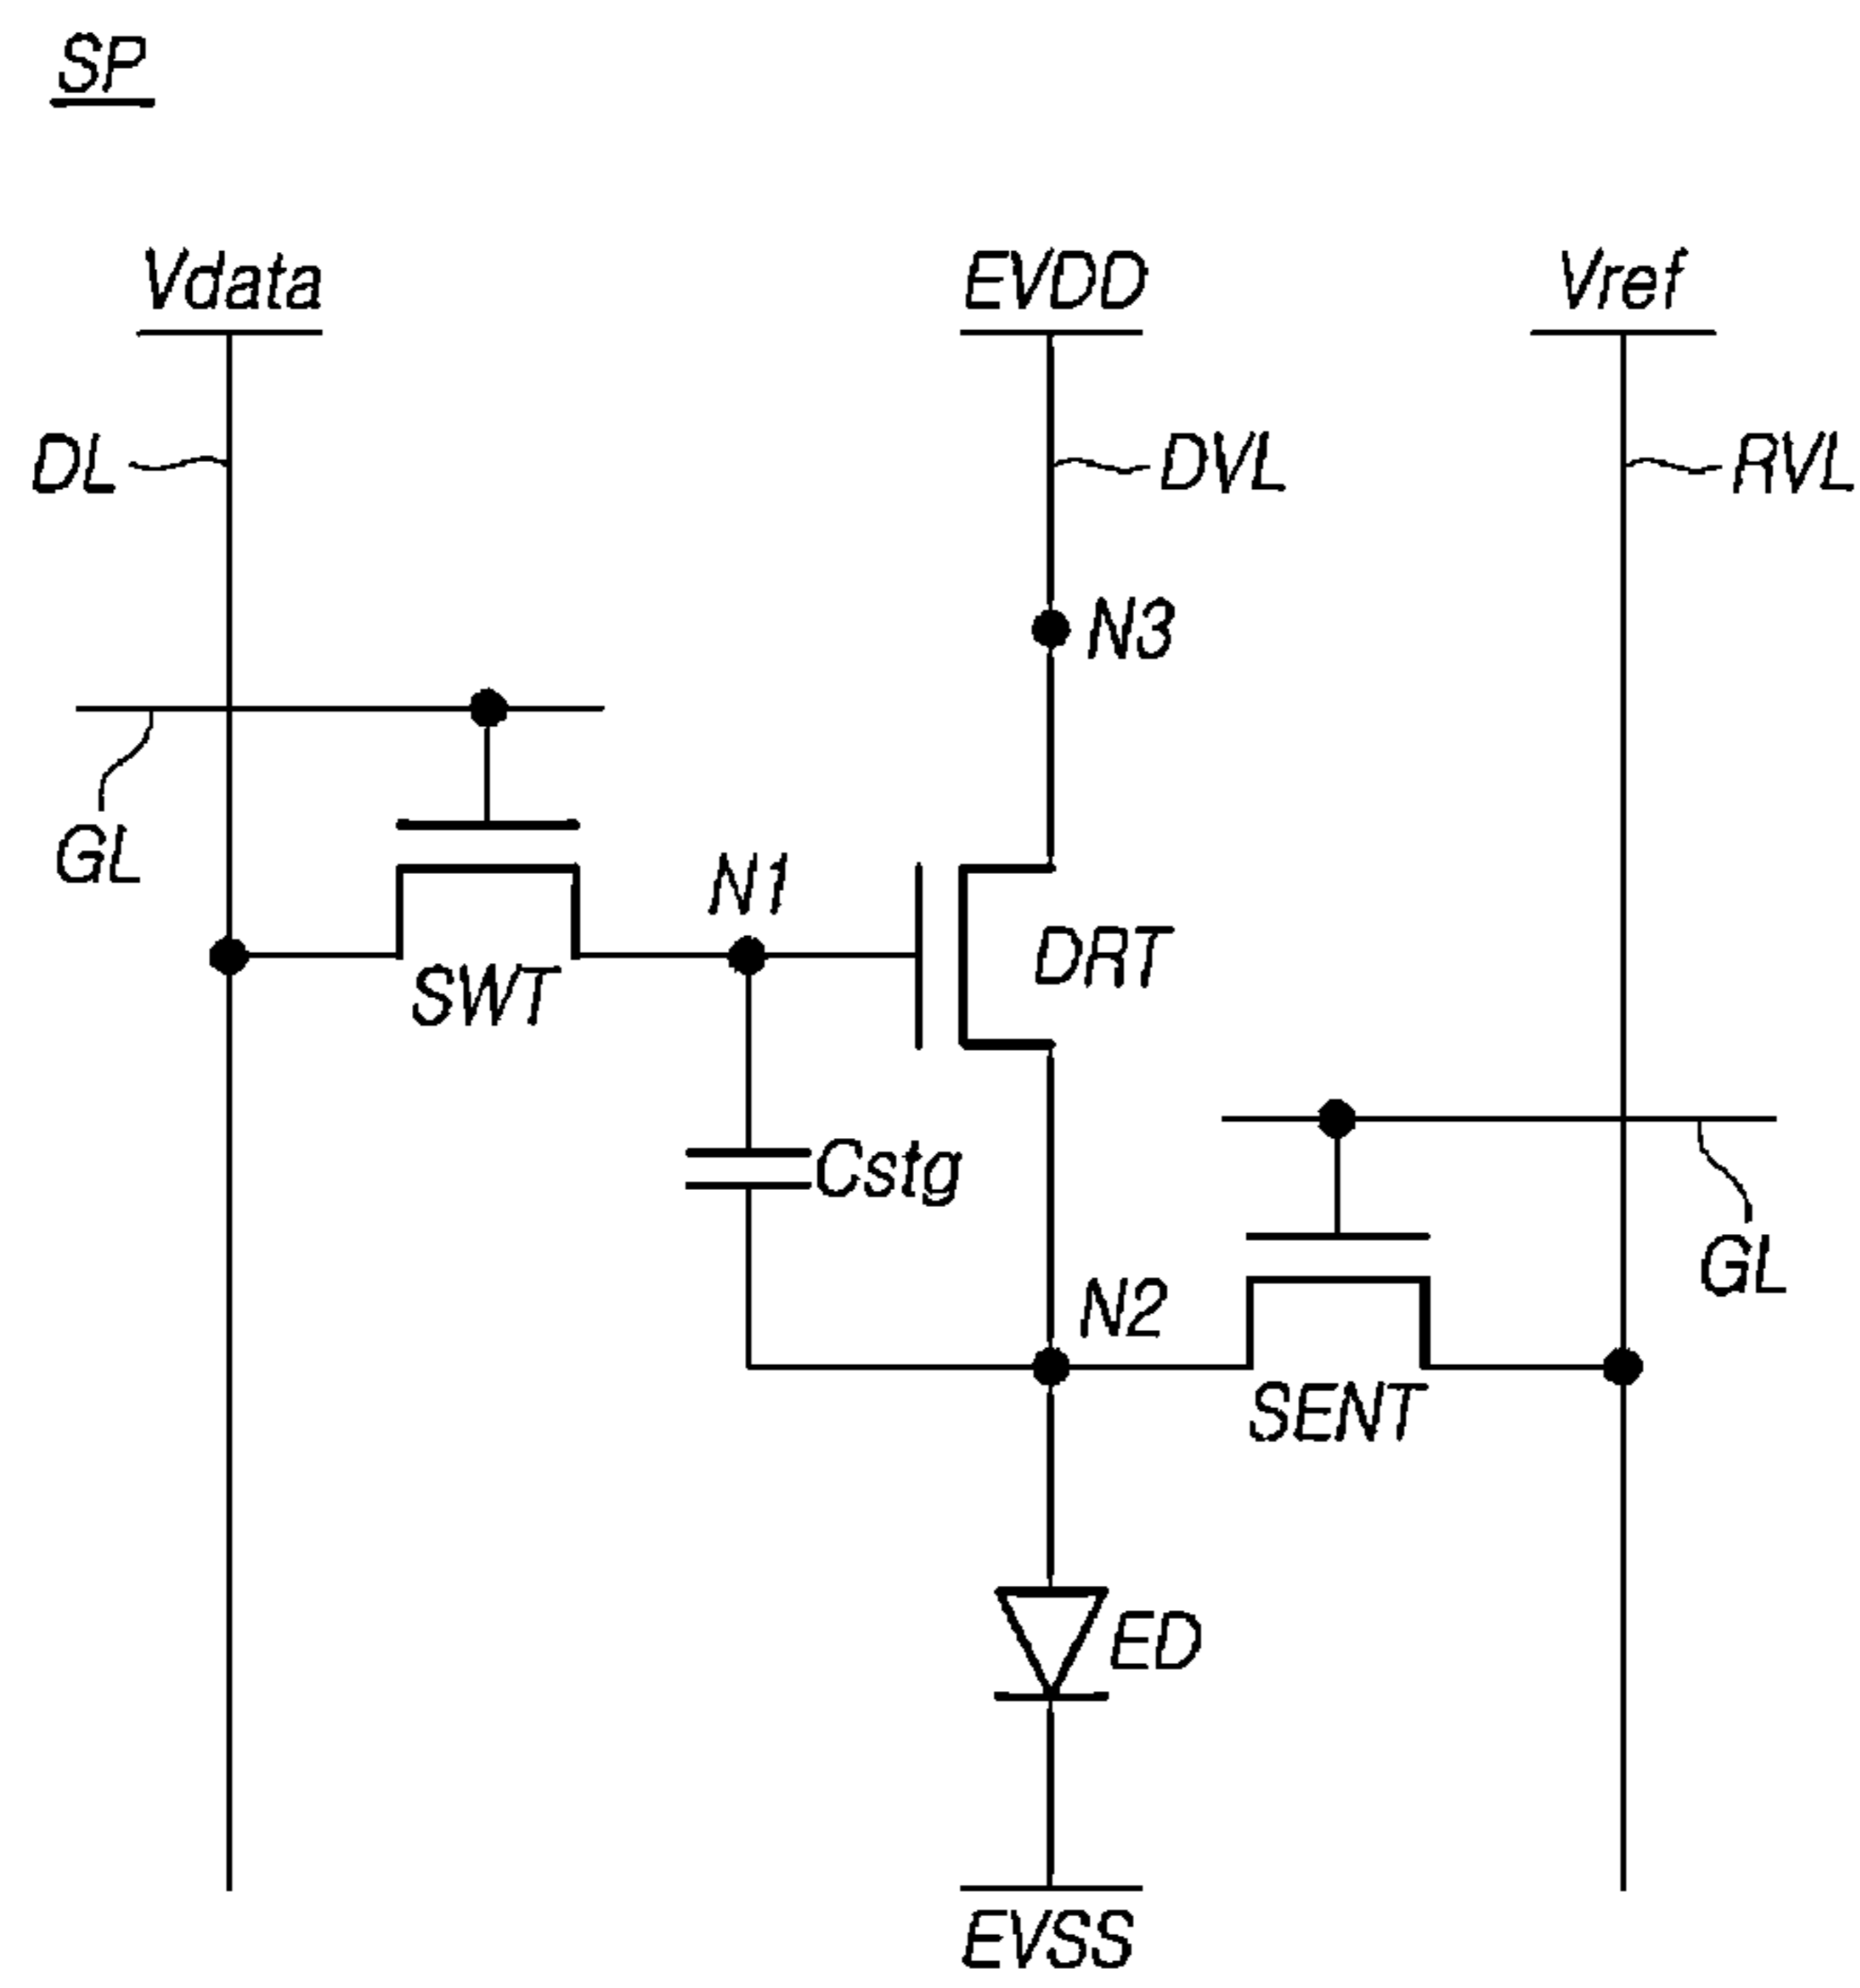 SP
Vdata
EVDD
Vref
DL
DVL
RVL
N3
GL
N1
DRT
SWT
Cstg
GL
N2
SENT
ED
EVSS